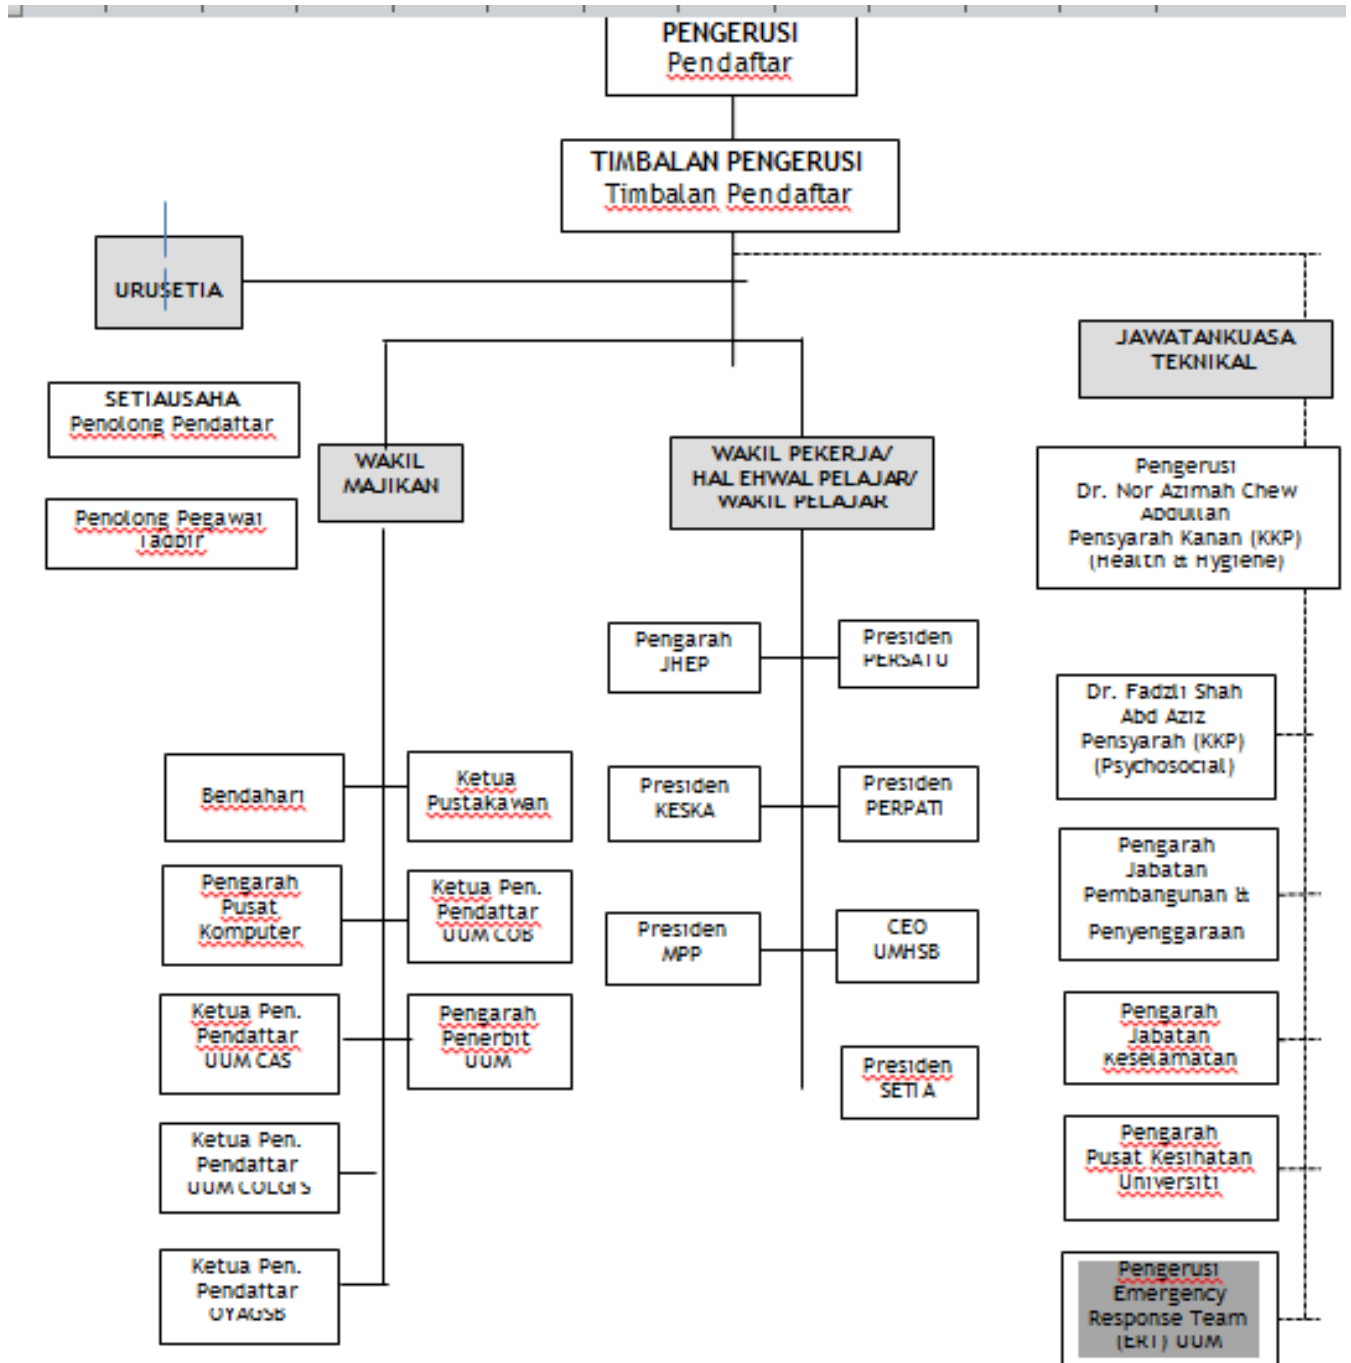 PENGERUSI
Pendaftar
TIMBALAN PENGERUSI
Timbalan Pendaftar
URUSETIA
JAWATANKUASA
TEKNIKAL
SETIAUSAHA
Penolong Pendaftar
Penolong Pegawai
Tadbir
WAKIL
MAJIKAN
WAKIL PEKERJA/
HAL EHWAL PELAJAR/
WAKIL PELAJAR
Pengerusi
Dr. Nor Azimah Chew
Abdullah
Pensyarah Kanan (KKP)
(Health & Hygiene)
Pengarah
JHEP
Presiden
PERSATU
Dr. Fadzli Shah
Abd Aziz
Pensyarah (KKP)
(Psychosocial)
Bendahari
Ketua
Pustakawan
Presiden
KESKA
Presiden
PERPATI
Pengarah
Jabatan
Pembangunan &
Penyenggaraan
Pengarah
Pusat
Komputer
Ketua Pen.
Pendaftar
UUM COB
Presiden
MPP
CEO
UMHSB
Ketua Pen.
Pendaftar
UUM CAS
Pengarah
Penerbit
UUM
Pengarah
Jabatan
Keselamatan
Presiden
SETIA
Ketua Pen.
Pendaftar
UUM COLGIS
Pengarah
Pusat Kesihatan
Universiti
Ketua Pen.
Pendaftar
OYAGSB
Pengerusi
Emergency
Response Team
(ERT) UUM